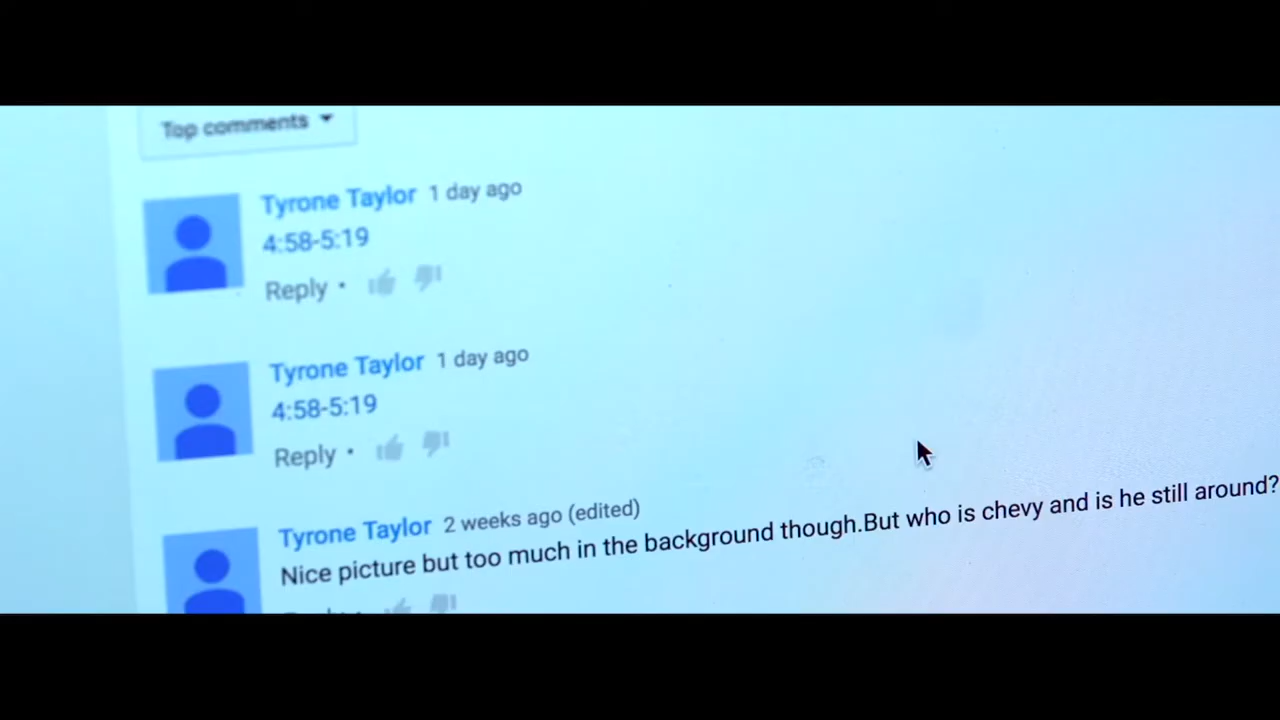 Top comments
Tyrone Taylor 1 day ago
4:58-5:19
Reply •
Tyrone Taylor 1 day ago
4:58-5:19
Reply •
Tyrone Taylor 2 weeks ago (edited)
Nice picture but too much in the background though.But who is chevy and is he still around?
Reply •